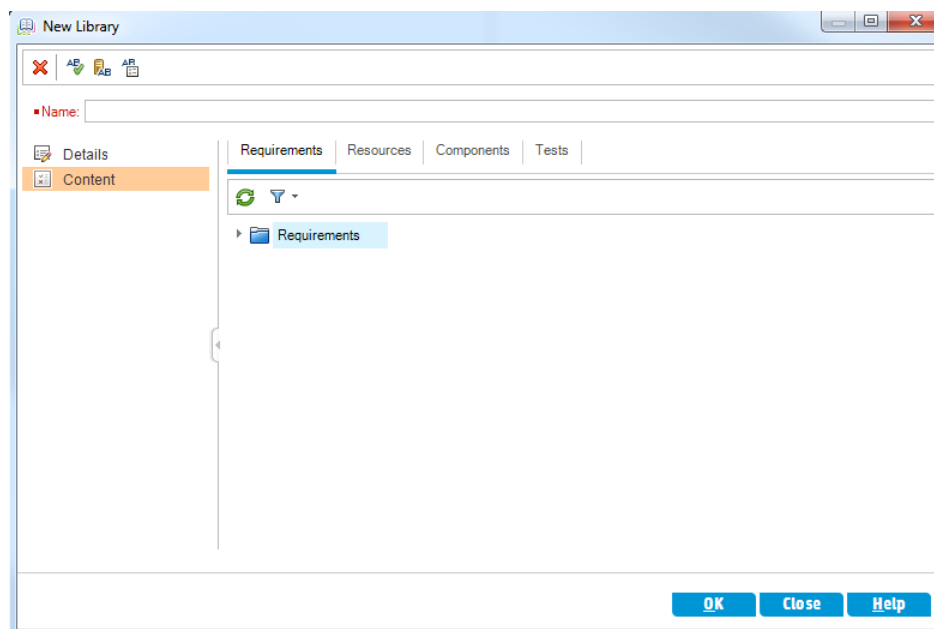 New Library
Name:
Details
Content
Requirements Resources Components Tests
Requirements
OK Close Help